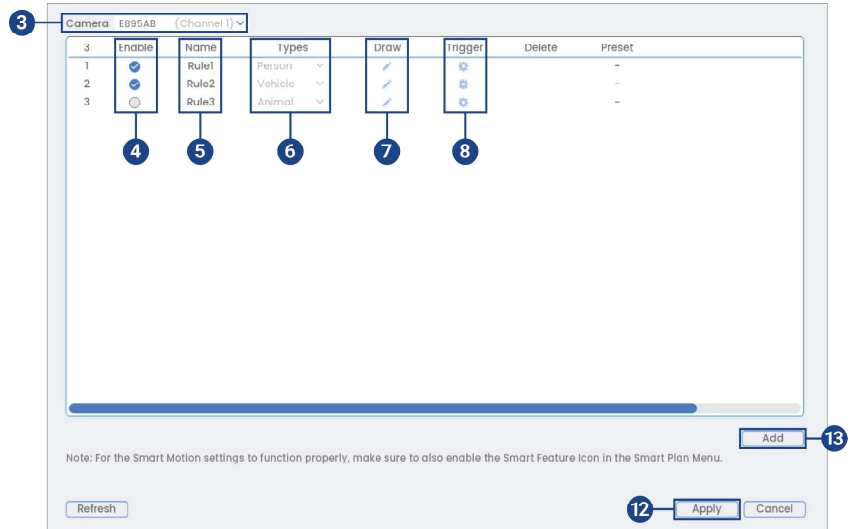 3 Camera E895AB (Channel 1)
3 Enable Name Types Draw Trigger Delete Preset
1 Rule1 Person -
2 Rule2 Vehicle -
3 Rule3 Animal -
4 5 6 7 8
Add 13
Note: For the Smart Motion settings to function properly, make sure to also enable the Smart Feature Icon in the Smart Plan Menu.
Refresh 12 Apply Cancel